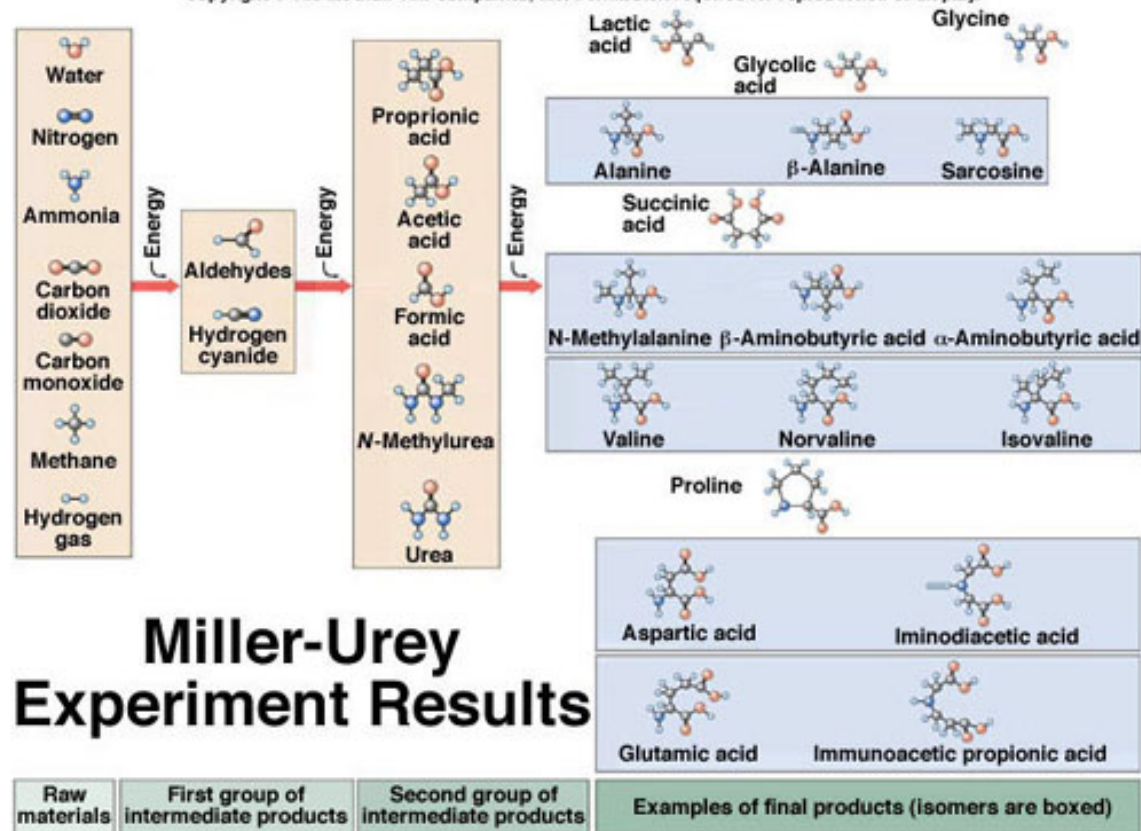 Water
Nitrogen
Ammonia
Carbon
dioxide
Carbon
monoxide
Methane
Hydrogen
gas
Energy
Aldehydes
Hydrogen
cyanide
Energy
Proprionic
acid
Acetic
acid
Formic
acid
N-Methylurea
Urea
Energy
Lactic
acid
Glycine
Glycolic
acid
Alanine
β-Alanine
Sarcosine
Succinic
acid
N-Methylalanine
β-Aminobutyric acid
α-Aminobutyric acid
Valine
Norvaline
Isovaline
Proline
Aspartic acid
Iminodiacetic acid
Glutamic acid
Immunoacetic propionic acid
Miller-Urey
Experiment Results
Raw
materials
First group of
intermediate products
Second group of
intermediate products
Examples of final products (isomers are boxed)